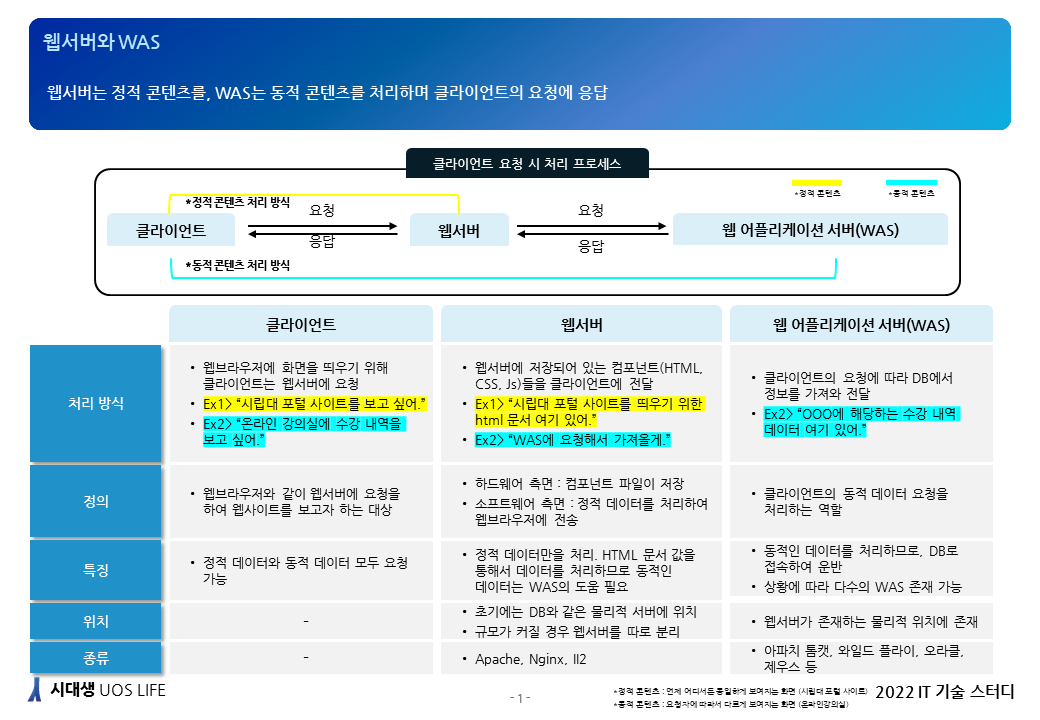 웹서버와 WAS
웹서버는 정적 콘텐츠를, WAS는 동적 콘텐츠를 처리하며 클라이언트의 요청에 응답
클라이언트 요청 시 처리 프로세스
*정적 콘텐츠
*동적 콘텐츠
*정적 콘텐츠 처리 방식
요청
요청
클라이언트
웹서버
웹 어플리케이션 서버(WAS)
응답
응답
*동적 콘텐츠 처리 방식
클라이언트
웹서버
웹 어플리케이션 서버(WAS)
처리 방식
• 웹브라우저에 화면을 띄우기 위해
클라이언트는 웹서버에 요청
• Ex1> “시립대 포털 사이트를 보고 싶어.”
• Ex2> “온라인 강의실에 수강 내역을
보고 싶어.”
• 웹서버에 저장되어 있는 컴포넌트(HTML,
CSS, Js)들을 클라이언트에 전달
• Ex1> “시립대 포털 사이트를 띄우기 위한
html 문서 여기 있어.”
• Ex2> “WAS에 요청해서 가져올게.”
• 클라이언트의 요청에 따라 DB에서
정보를 가져와 전달
• Ex2> “OOO에 해당하는 수강 내역
데이터 여기 있어.”
정의
• 웹브라우저와 같이 웹서버에 요청을
하여 웹사이트를 보고자 하는 대상
• 하드웨어 측면 : 컴포넌트 파일이 저장
• 소프트웨어 측면 : 정적 데이터를 처리하여
웹브라우저에 전송
• 클라이언트의 동적 데이터 요청을
처리하는 역할
특징
• 정적 데이터와 동적 데이터 모두 요청
가능
• 정적 데이터만을 처리. HTML 문서 값을
통해서 데이터를 처리하므로 동적인
데이터는 WAS의 도움 필요
• 동적인 데이터를 처리하므로, DB로
접속하여 운반
• 상황에 따라 다수의 WAS 존재 가능
위치
-
• 초기에는 DB와 같은 물리적 서버에 위치
• 규모가 커질 경우 웹서버를 따로 분리
• 웹서버가 존재하는 물리적 위치에 존재
종류
-
• Apache, Nginx, II2
• 아파치 톰캣, 와일드 플라이, 오라클,
제우스 등
시대생 UOS LIFE
- 1 -
*정적 콘텐츠 : 언제 어디서든 동일하게 보여지는 화면 (시립대 포털 사이트)
*동적 콘텐츠 : 요청자에 따라서 다르게 보여지는 화면 (온라인강의실)
2022 IT 기술 스터디